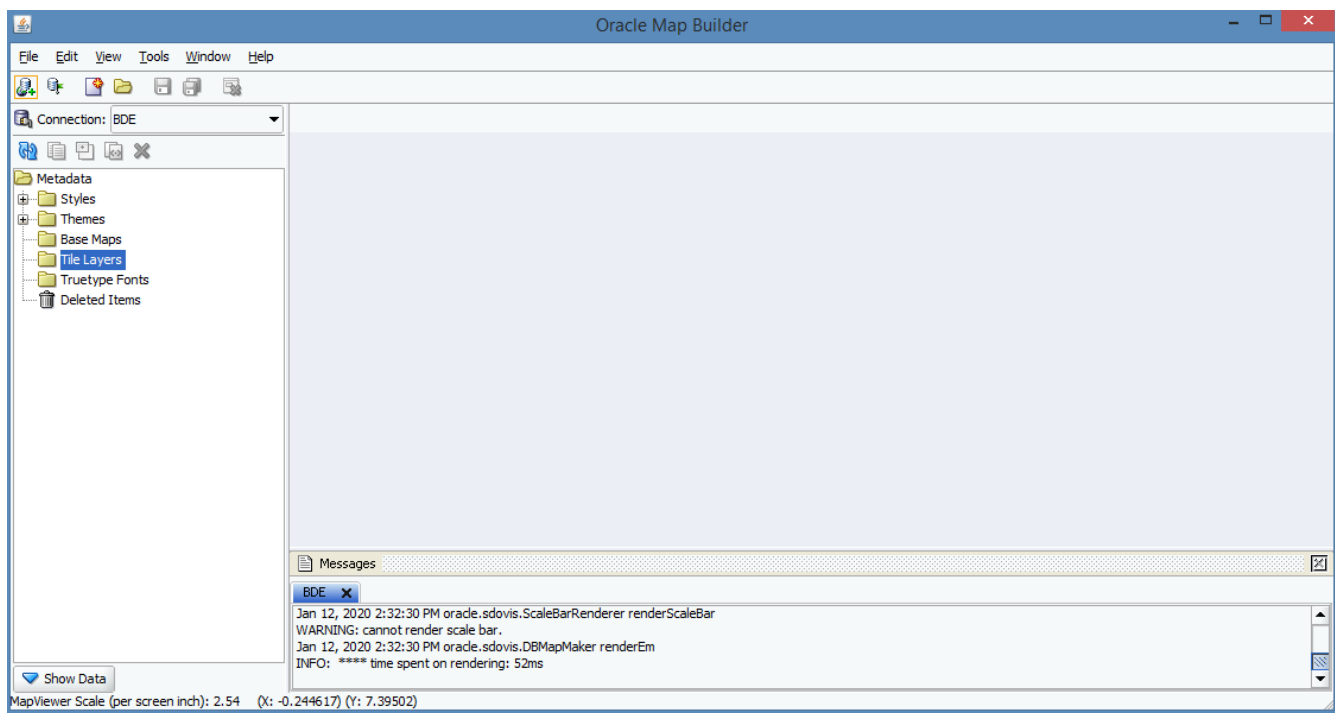 Oracle Map Builder
File Edit View Tools Window Help
Connection: BDE
Metadata
Styles
Themes
Base Maps
Tile Layers
Truetype Fonts
Deleted Items
Messages
BDE
Jan 12, 2020 2:32:30 PM oracle.sdovis.ScaleBarRenderer renderScaleBar
WARNING: cannot render scale bar.
Jan 12, 2020 2:32:30 PM oracle.sdovis.DBMapMaker renderEm
INFO: **** time spent on rendering: 52ms
Show Data
MapViewer Scale (per screen inch): 2.54 (X: -0.244617) (Y: 7.39502)